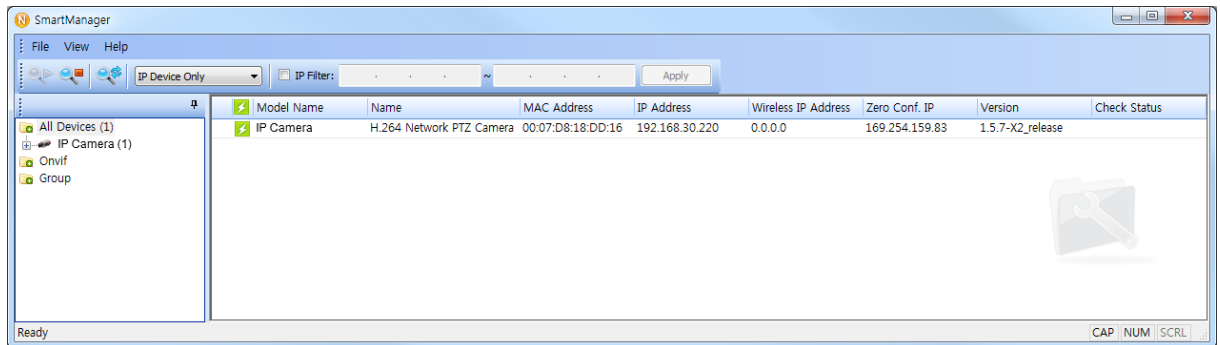 SmartManager
File View Help
IP Device Only IP Filter: . . . ~ . . . Apply
Model Name Name MAC Address IP Address Wireless IP Address Zero Conf. IP Version Check Status
All Devices (1) IP Camera H.264 Network PTZ Camera 00:07:D8:18:DD:16 192.168.30.220 0.0.0.0 169.254.159.83 1.5.7-X2_release
IP Camera (1)
Onvif
Group
Ready CAP NUM SCRL